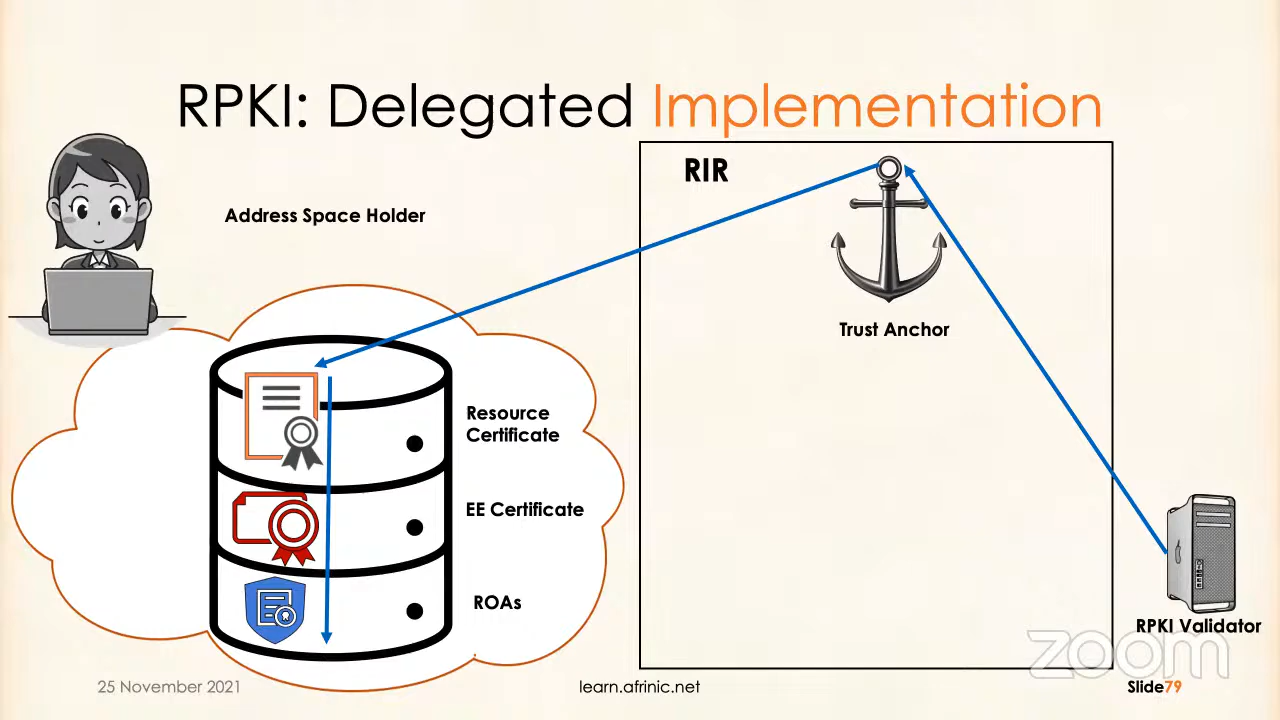 RPKI: Delegated Implementation
RIR
Address Space Holder
Trust Anchor
Resource
Certificate
EE Certificate
ROAs
RPKI Validator
zoom
25 November 2021
learn.afrinic.net
Slide79